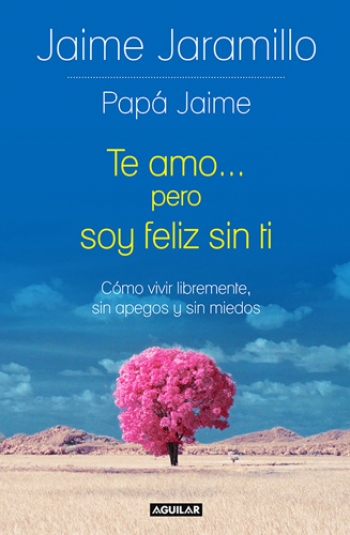 Jaime Jaramillo
Papá Jaime
Te amo...
pero
soy feliz sin ti
Cómo vivir libremente,
sin apegos y sin miedos
AGUILAR